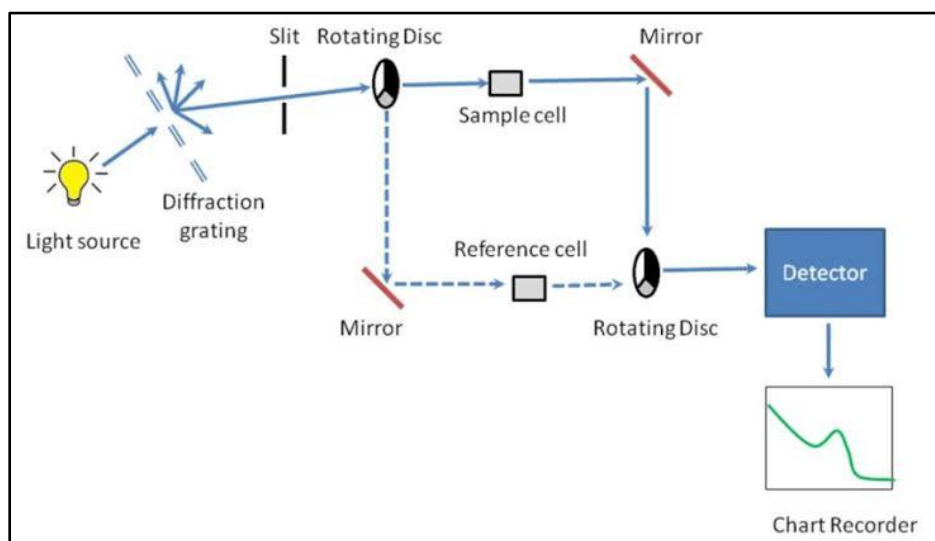 Slit
Rotating Disc
Mirror
Sample cell
Diffraction
grating
Light source
Reference cell
Detector
Mirror
Rotating Disc
Chart Recorder